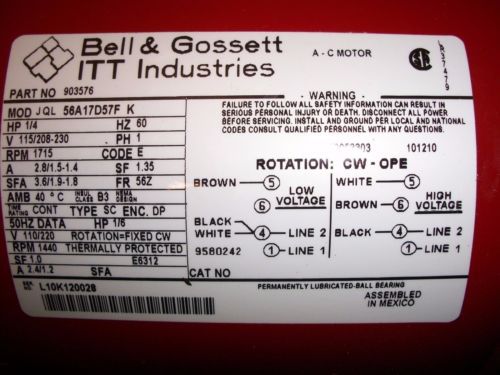 Bell & Gossett
ITT Industries
A-C MOTOR
LR37479
PART NO 903576
MOD JQL 56A17D57F K
HP 1/4 HZ 60
V 115/208-230 PH 1
RPM 1715 CODE E
A 2.8/1.5-1.4 SF 1.35
SFA 3.6/1.9-1.8 FR 56Z
AMB 40 °C INSUL CLASS B3 NEMA DESIGN
TIME RATING CONT TYPE SC ENC. DP
50HZ DATA HP 1/6
V 110/220 ROTATION=FIXED CW
RPM 1440 THERMALLY PROTECTED
SF 1.0 E6312
A 2.4/1.2 SFA
CAT NO
SER NO. L10K120028
WARNING
FAILURE TO FOLLOW ALL SAFETY INFORMATION CAN RESULT IN
SERIOUS PERSONAL INJURY OR DEATH. DISCONNECT ALL POWER
BEFORE SERVICING. GROUND UNIT PER LOCAL AND NATIONAL
CODES CONSULT QUALIFIED PERSONNEL WITH ANY QUESTIONS.
101210
ROTATION: CW-OPE
BROWN 5 LOW VOLTAGE WHITE 5 HIGH VOLTAGE
6 BROWN 6
BLACK
WHITE 4 LINE 2 BLACK 4 LINE 2
9580242 1 LINE 1 1 LINE 1
PERMANENTLY LUBRICATED-BALL BEARING
ASSEMBLED
IN MEXICO